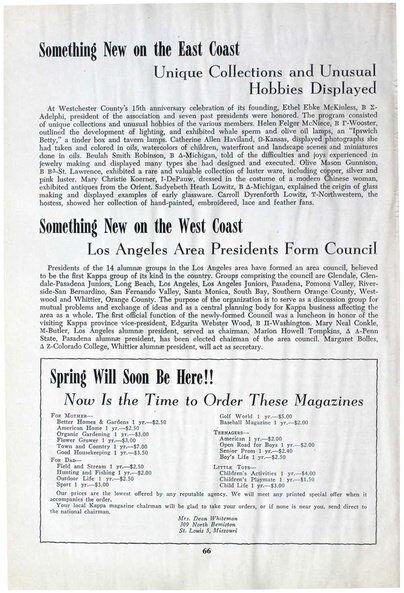 Something New on the East Coast
Unique Collections and Unusual
Hobbies Displayed
At Westchester County's 15th anniversary celebration of its founding, Ethel Ebke McKinless, B Σ-
Adelphi, president of the association and seven past presidents were honored. The program consisted
of unique collections and unusual hobbies of the various members. Helen Felger McNiece, B Γ-Wooster,
outlined the development of lighting, and exhibited whale sperm and olive oil lamps, an "Ipswich
Betty," a tinder box and tavern lamps. Catherine Allen Haviland, Ω-Kansas, displayed photographs she
had taken and colored in oils, watercolors of children, waterfront and landscape scenes and miniatures
done in oils. Beulah Smith Robinson, B Δ-Michigan, told of the difficulties and joys experienced in
jewelry making and displayed many types she had designed and executed. Olive Mason Gunnison,
B BΔ-St. Lawrence, exhibited a rare and valuable collection of luster ware, including copper, silver and
pink luster. Mary Christie Koerner, I-DePauw, dressed in the costume of a modern Chinese woman,
exhibited antiques from the Orient. Sadyebeth Heath Lowitz, B Δ-Michigan, explained the origin of glass
making and displayed examples of early glassware. Carroll Dyrenforth Lowitz, Υ-Northwestern, the
hostess, showed her collection of hand-painted, embroidered, lace and feather fans.
Something New on the West Coast
Los Angeles Area Presidents Form Council
Presidents of the 14 alumnæ groups in the Los Angeles area have formed an area council, believed
to be the first Kappa group of its kind in the country. Groups comprising the council are Glendale, Glen-
dale-Pasadena Juniors, Long Beach, Los Angeles, Los Angeles Juniors, Pasadena, Pomona Valley, River-
side-San Bernardino, San Fernando Valley, Santa Monica, South Bay, Southern Orange County, West-
wood and Whittier, Orange County. The purpose of the organization is to serve as a discussion group for
mutual problems and exchange of ideas and as a central planning body for Kappa business affecting the
area as a whole. The first official function of the newly-formed Council was a luncheon in honor of the
visiting Kappa province vice-president, Edgarita Webster Wood, B Π-Washington. Mary Neal Conkle,
M-Butler, Los Angeles alumnæ president, served as chairman. Marion Howell Tompkins, Δ A-Penn
State, Pasadena alumnæ president, has been elected chairman of the area council. Margaret Bolles,
Δ Z-Colorado College, Whittier alumnæ president, will act as secretary.
Spring Will Soon Be Here!!
Now Is the Time to Order These Magazines
FOR MOTHER—
Better Homes & Gardens 1 yr.—$2.50
American Home 1 yr.—$2.50
Organic Gardening 1 yr.—$3.00
Flower Grower 1 yr.—$3.00
Town and Country 1 yr.—$7.00
Good Housekeeping 1 yr.—$3.50
FOR DAD—
Field and Stream 1 yr.—$2.50
Hunting and Fishing 1 yr.—$2.00
Outdoor Life 1 yr.—$2.50
Sport 1 yr.—$3.00
Golf World 1 yr.—$5.00
Baseball Magazine 1 yr.—$2.00
TEENAGERS—
American 1 yr.—$2.00
Open Road for Boys 1 yr.—$2.00
Senior Prom 1 yr.—$2.40
Boy's Life 1 yr.—$2.50
LITTLE TOTS—
Children's Activities 1 yr.—$4.00
Children's Playmate 1 yr.—$1.50
Child Life 1 yr.—$3.00
Our prices are the lowest offered by any reputable agency. We will meet any printed special offer when it
accompanies the order.
Your local Kappa magazine chairman will be glad to take your orders, or if none is near you, send direct to
the national chairman.
Mrs. Dean Whiteman
309 North Bemiston
St. Louis 5, Missouri
66